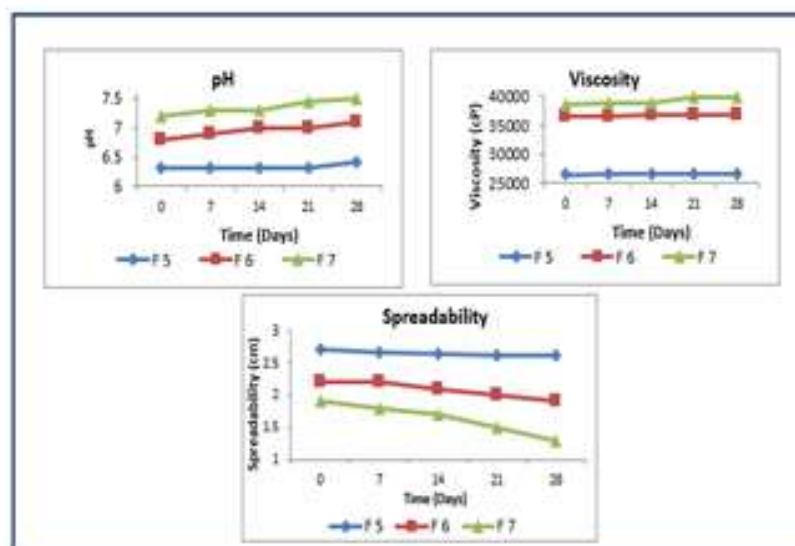 pH
7.5
7
6.5
6
pH
0 7 14 21 28
Time (Days)
F 5 F 6 F 7
Viscosity
40000
35000
30000
25000
Viscosity (cP)
0 7 14 21 28
Time (Days)
F 5 F 6 F 7
Spreadability
3
2.5
2
1.5
1
Spreadability (cm)
0 7 14 21 28
Time (Days)
F 5 F 6 F 7